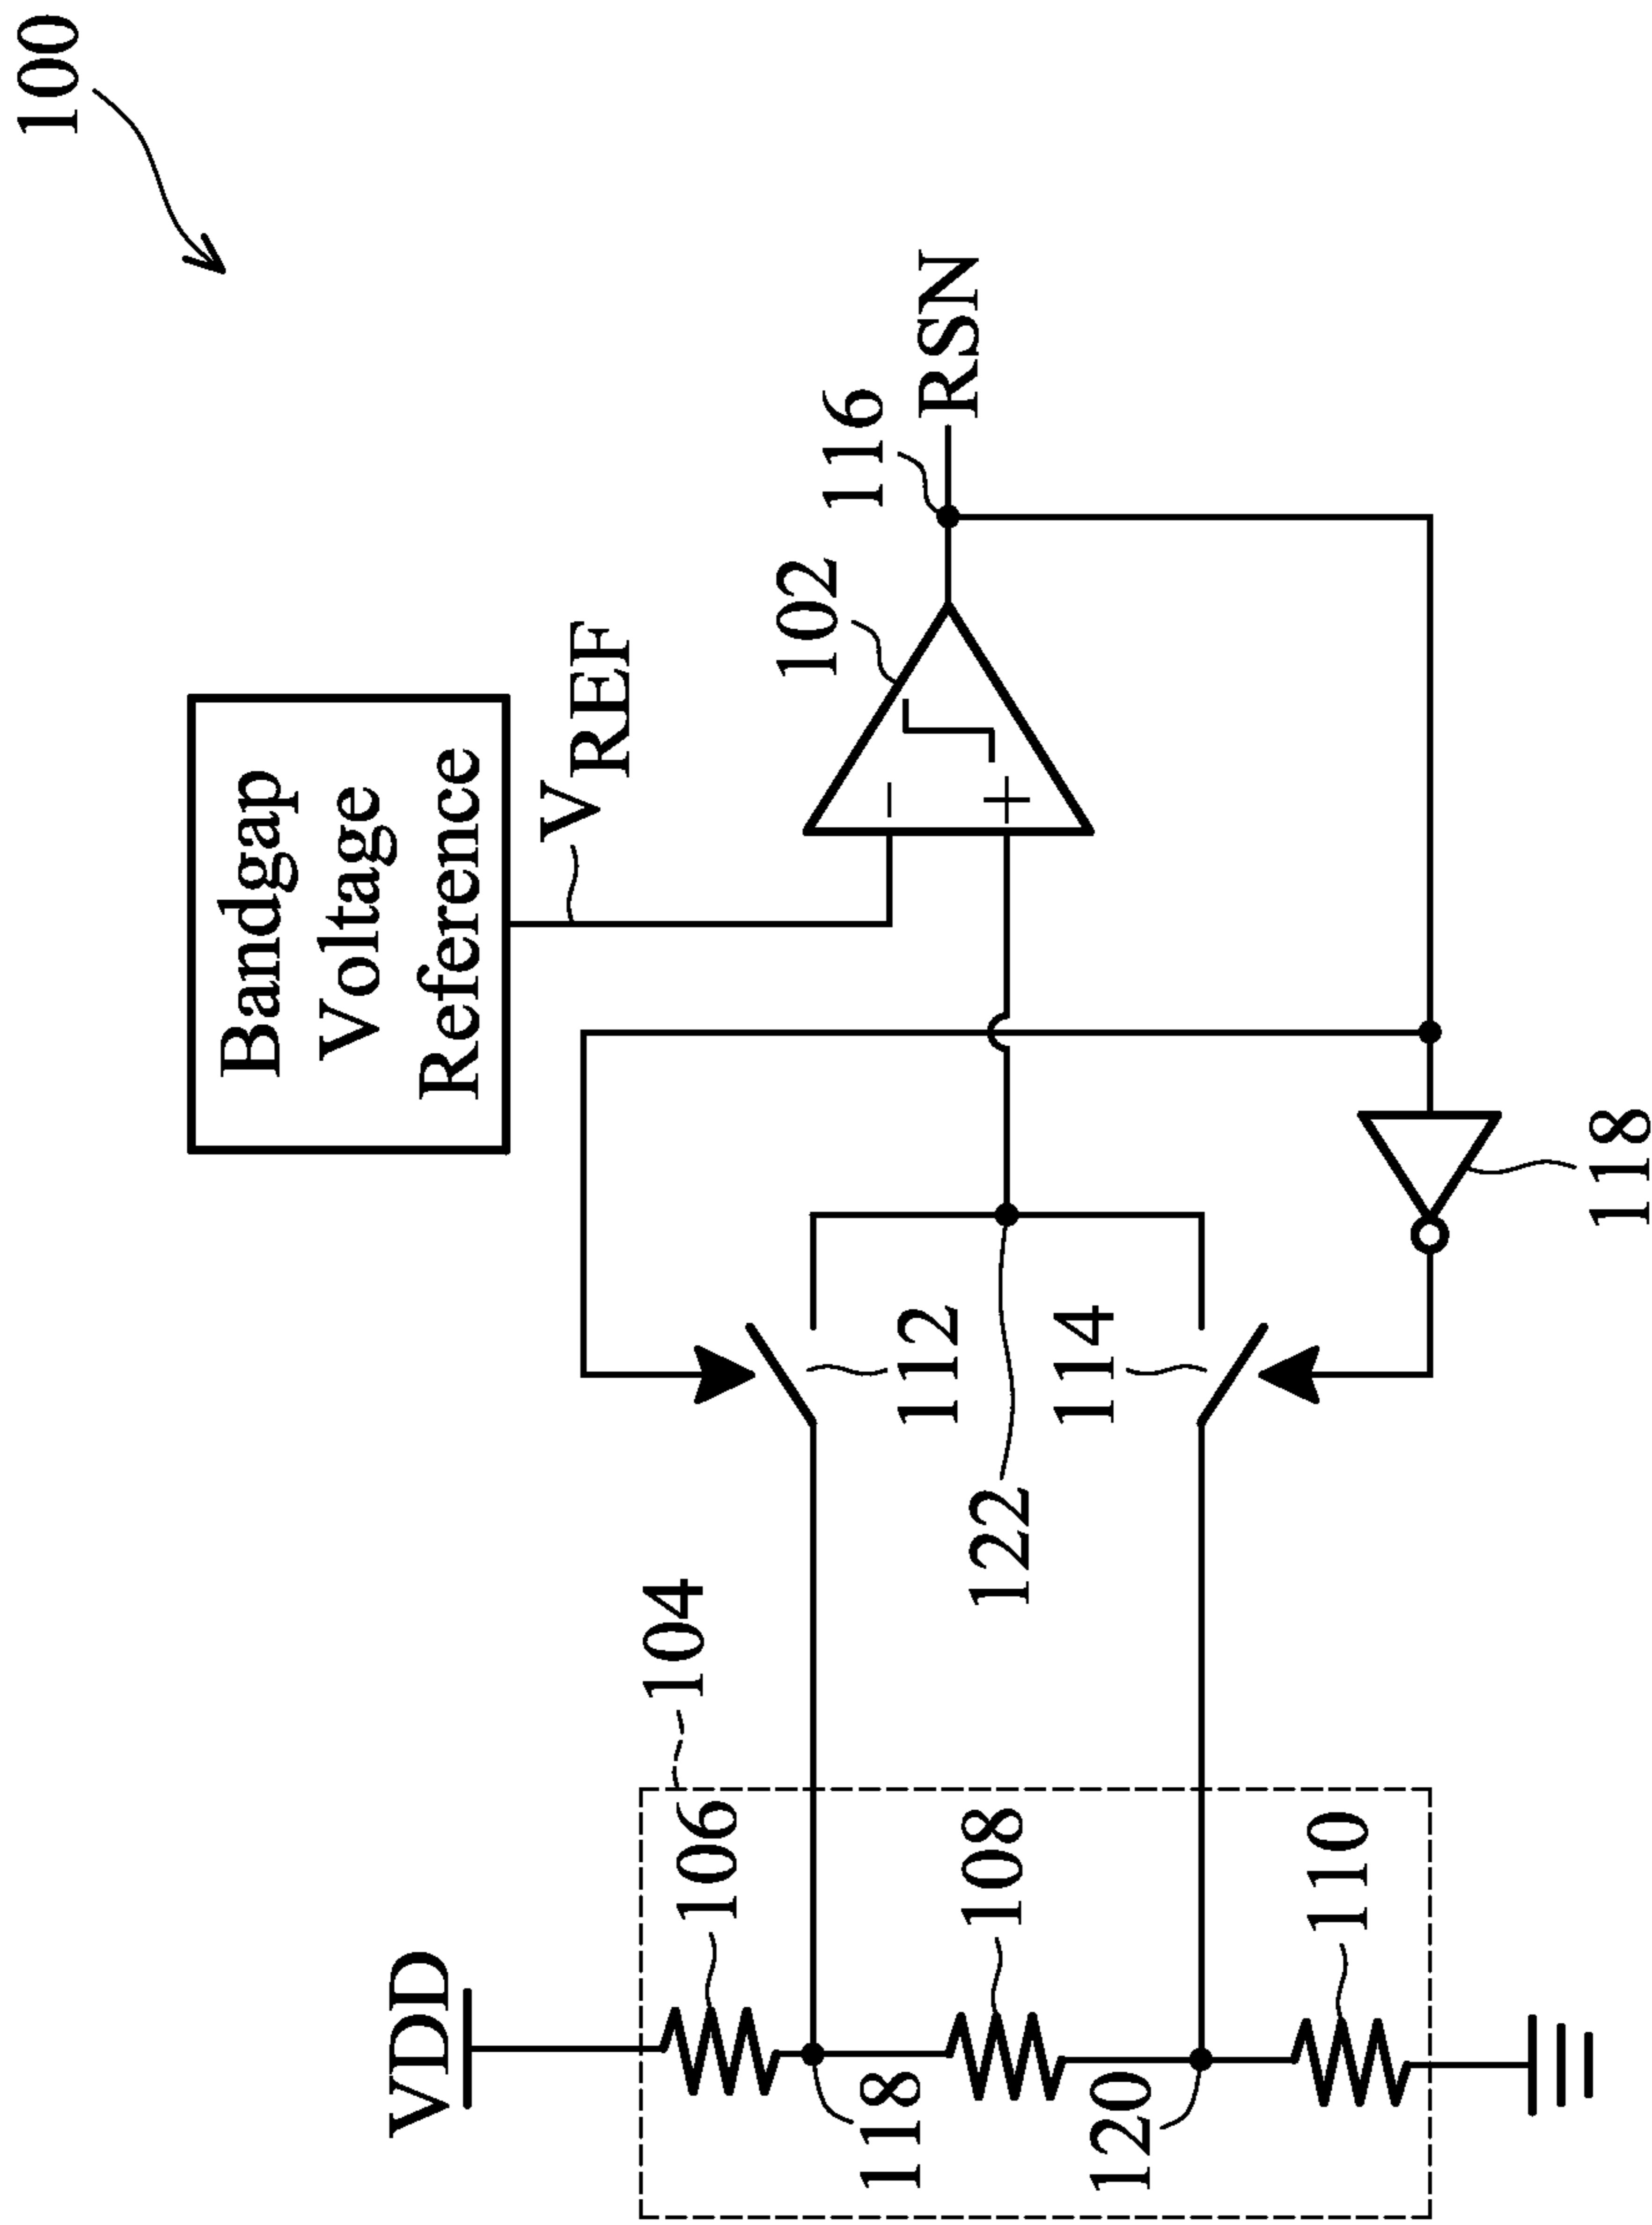 100
Bandgap
Voltage
Reference
VREF
VDD
104
106
102
116
RSN
−
+
118
112
108
122
120
114
110
118